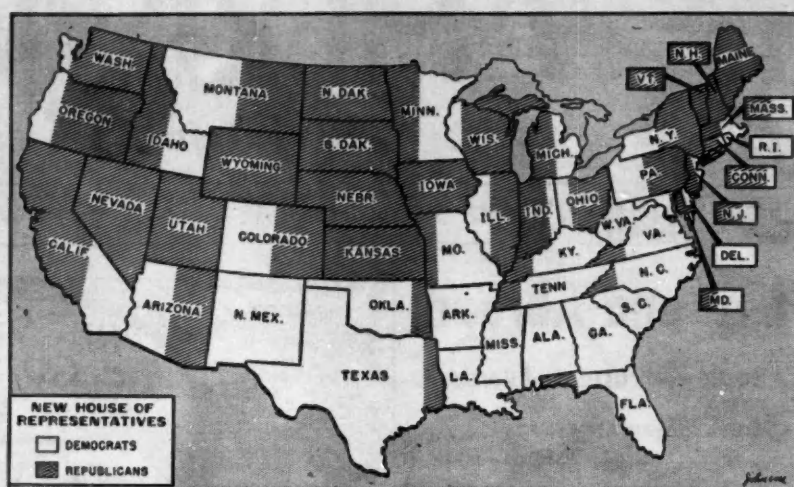 WASH.
OREGON
IDAHO
MONTANA
N. DAK.
MINN.
WYOMING
S. DAK.
WIS.
MICH.
NEVADA
UTAH
COLORADO
NEBR.
IOWA
KANSAS
CALIF.
ARIZONA
N. MEX.
OKLA.
TEXAS
MO.
ARK.
LA.
ILL.
IND.
OHIO
KY.
TENN
MISS.
ALA.
GA.
FLA.
S. C.
N. C.
VA.
W. VA.
PA.
N. Y.
VT.
N. H.
MAINE
MASS.
R. I.
CONN.
N. J.
DEL.
MD.
NEW HOUSE OF
REPRESENTATIVES
DEMOCRATS
REPUBLICANS